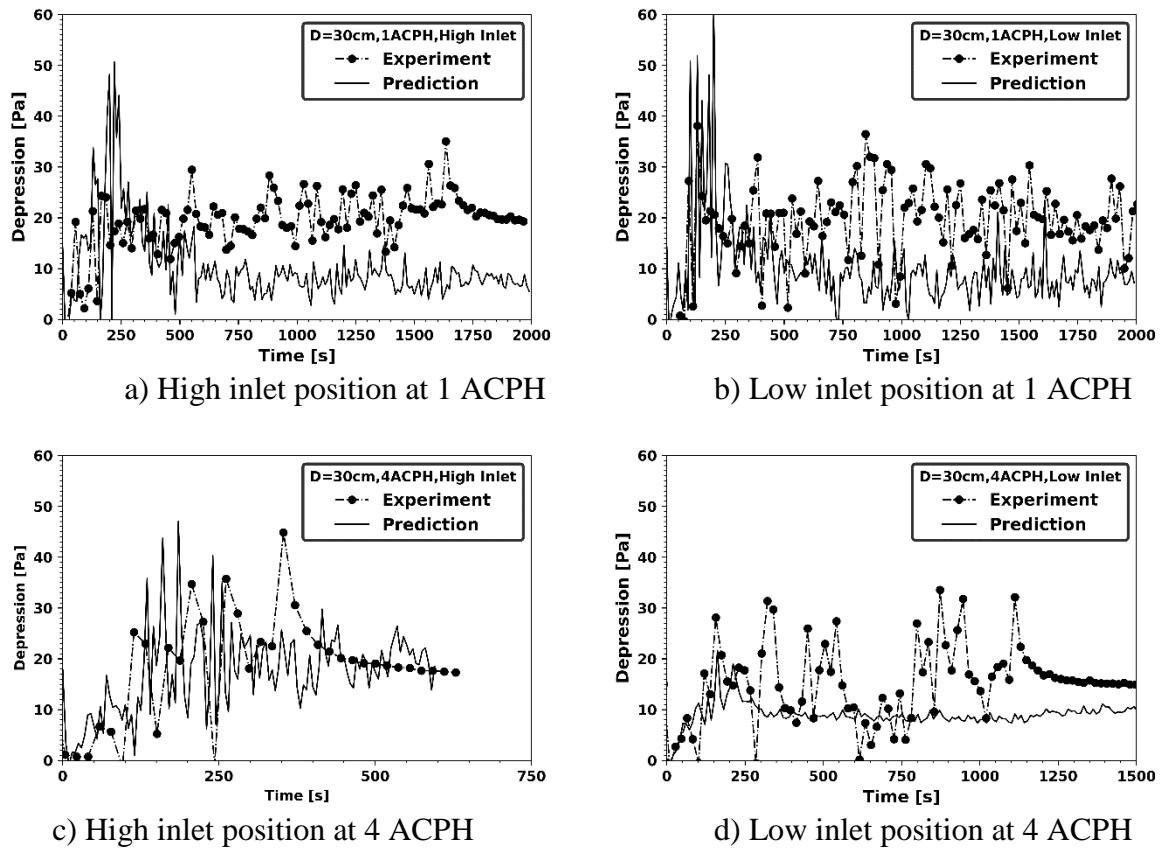 D=30cm,1ACPH,High Inlet
Experiment
Prediction
Depression [Pa]
60
50
40
30
20
10
0
0 250 500 750 1000 1250 1500 1750 2000
Time [s]
a) High inlet position at 1 ACPH
D=30cm,1ACPH,Low Inlet
Experiment
Prediction
Depression [Pa]
60
50
40
30
20
10
0
0 250 500 750 1000 1250 1500 1750 2000
Time [s]
b) Low inlet position at 1 ACPH
D=30cm,4ACPH,High Inlet
Experiment
Prediction
Depression [Pa]
60
50
40
30
20
10
0
0 250 500 750
Time [s]
c) High inlet position at 4 ACPH
D=30cm,4ACPH,Low Inlet
Experiment
Prediction
Depression [Pa]
60
50
40
30
20
10
0
0 250 500 750 1000 1250 1500
Time [s]
d) Low inlet position at 4 ACPH